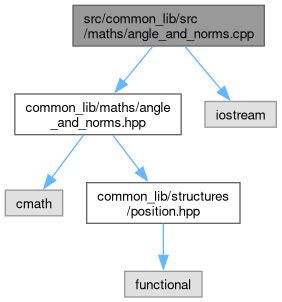 src/common_lib/src
/maths/angle_and_norms.cpp
common_lib/maths/angle
_and_norms.hpp
iostream
cmath
common_lib/structures
/position.hpp
functional